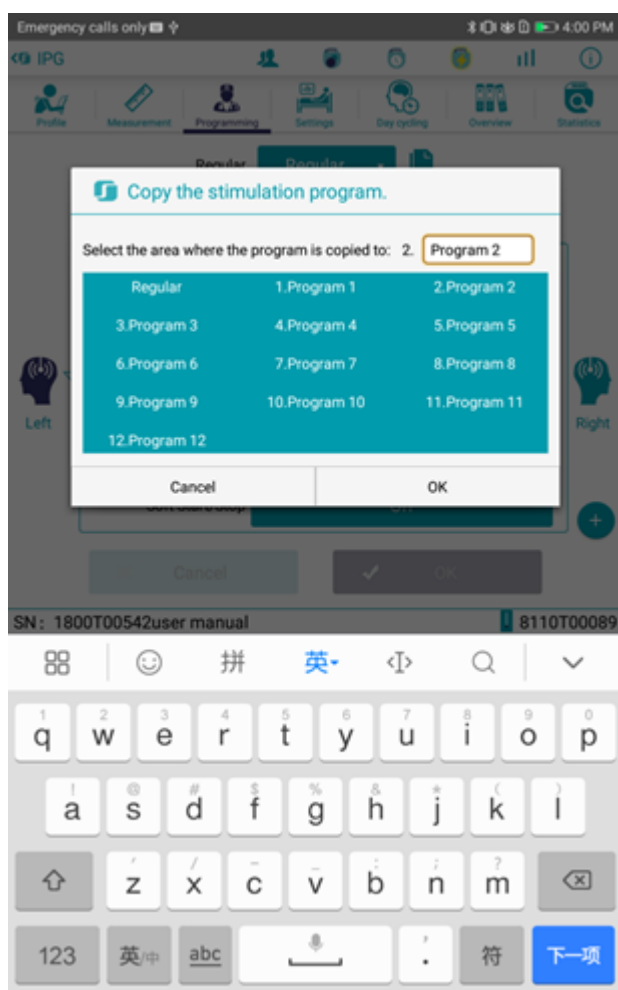 Emergency calls only 4:00 PM
IPG
Profile Measurement Programming Settings Day cycling Overview Statistics
Regular Regular
Copy the stimulation program.
Select the area where the program is copied to: 2. Program 2
Regular 1.Program 1 2.Program 2
3.Program 3 4.Program 4 5.Program 5
6.Program 6 7.Program 7 8.Program 8
9.Program 9 10.Program 10 11.Program 11
12.Program 12
Left Right
Cancel OK
Cancel OK
SN: 1800T00542user manual 8110T00089
拼 英
1 2 3 4 5 6 7 8 9 0
q w e r t y u i o p
! @ # $ % & * ( )
a s d f g h j k l
z x c v b n m
123 英/中 abc , . 符 下一项